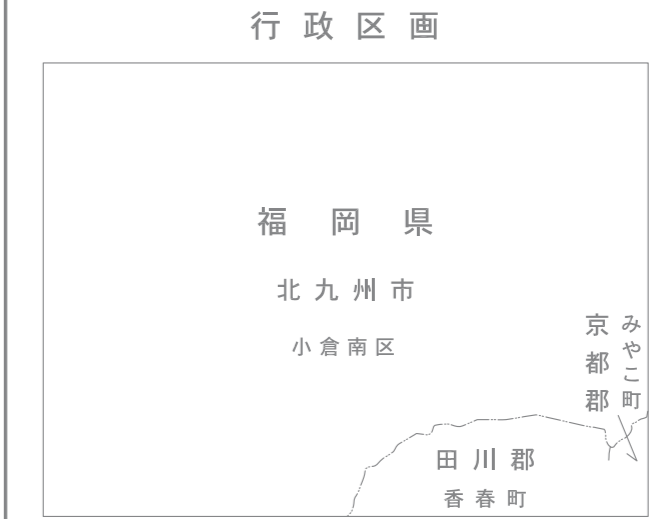 行政区画
福岡県
北九州市
小倉南区
京都郡
みやこ町
田川郡
香春町